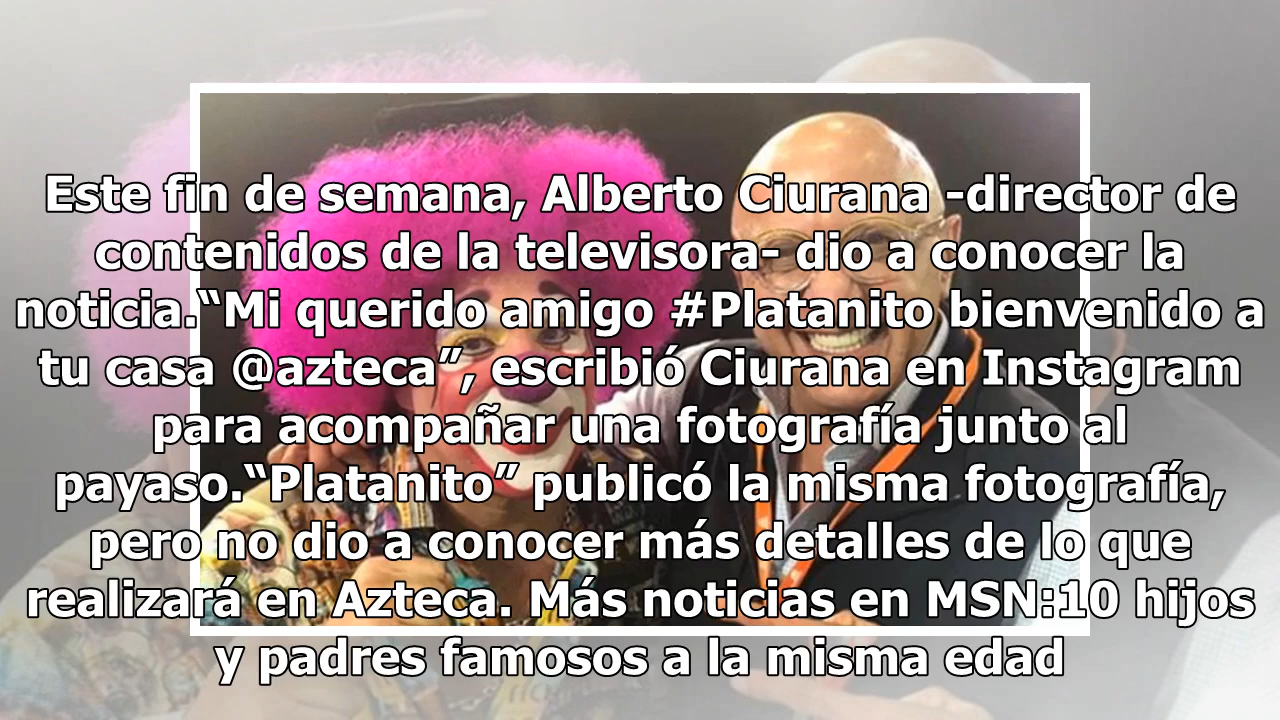 Este fin de semana, Alberto Ciurana -director de
contenidos de la televisora- dio a conocer la
noticia.“Mi querido amigo #Platanito bienvenido a
tu casa @azteca”, escribió Ciurana en Instagram
para acompañar una fotografía junto al
payaso.“Platanito” publicó la misma fotografía,
pero no dio a conocer más detalles de lo que
realizará en Azteca. Más noticias en MSN:10 hijos
y padres famosos a la misma edad